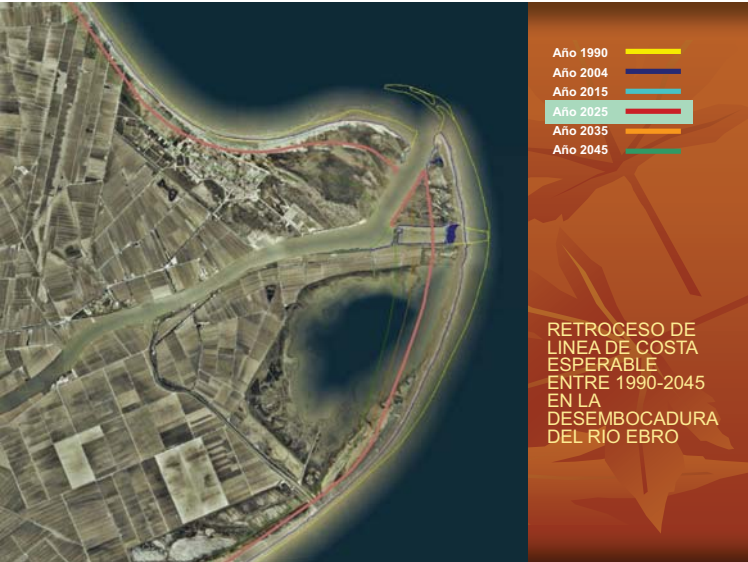 Año 1990
Año 2004
Año 2015
Año 2025
Año 2035
Año 2045
RETROCESO DE
LINEA DE COSTA
ESPERABLE
ENTRE 1990-2045
EN LA
DESEMBOCADURA
DEL RÍO EBRO